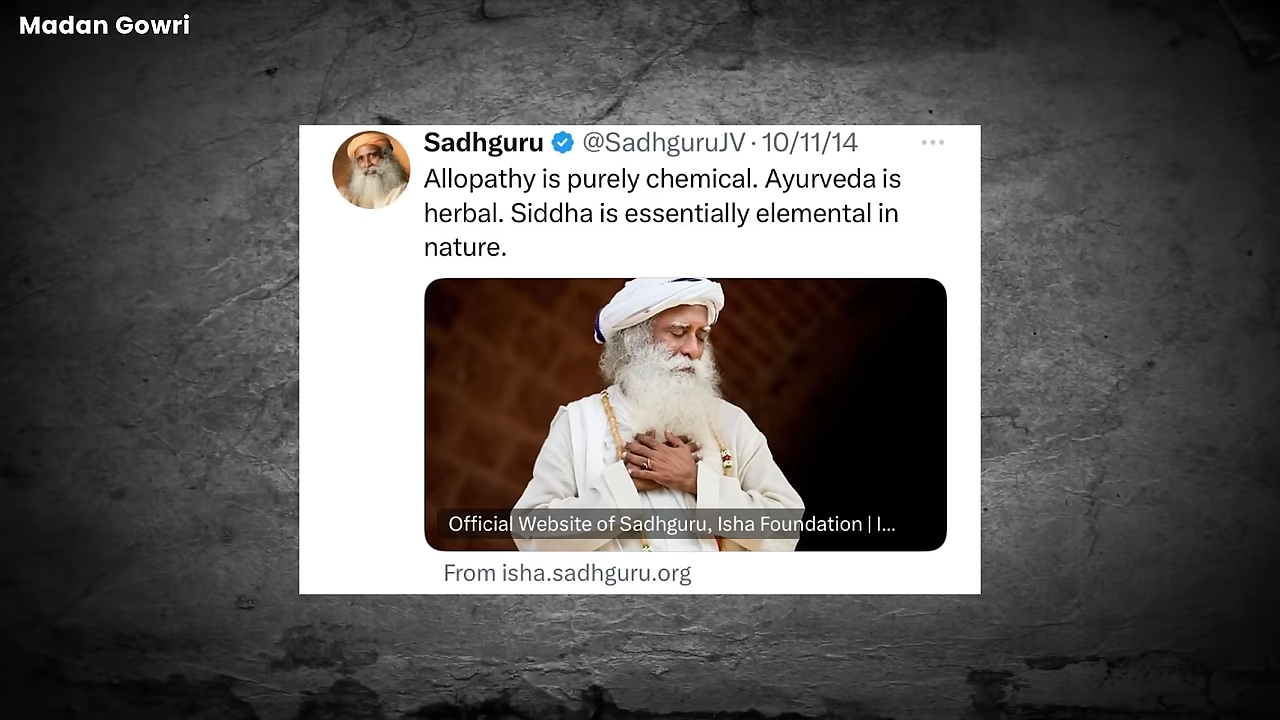 Madan Gowri
Sadhguru @SadhguruJV · 10/11/14
Allopathy is purely chemical. Ayurveda is
herbal. Siddha is essentially elemental in
nature.
Official Website of Sadhguru, Isha Foundation | I...
From isha.sadhguru.org